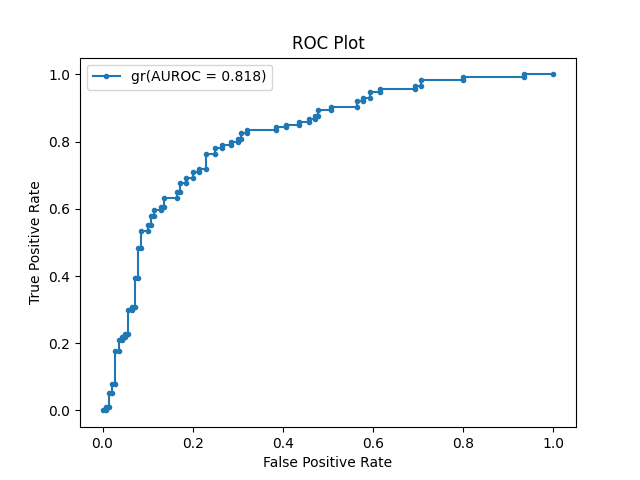 ROC Plot
gr(AUROC = 0.818)
True Positive Rate
1.0
0.8
0.6
0.4
0.2
0.0
0.0 0.2 0.4 0.6 0.8 1.0
False Positive Rate